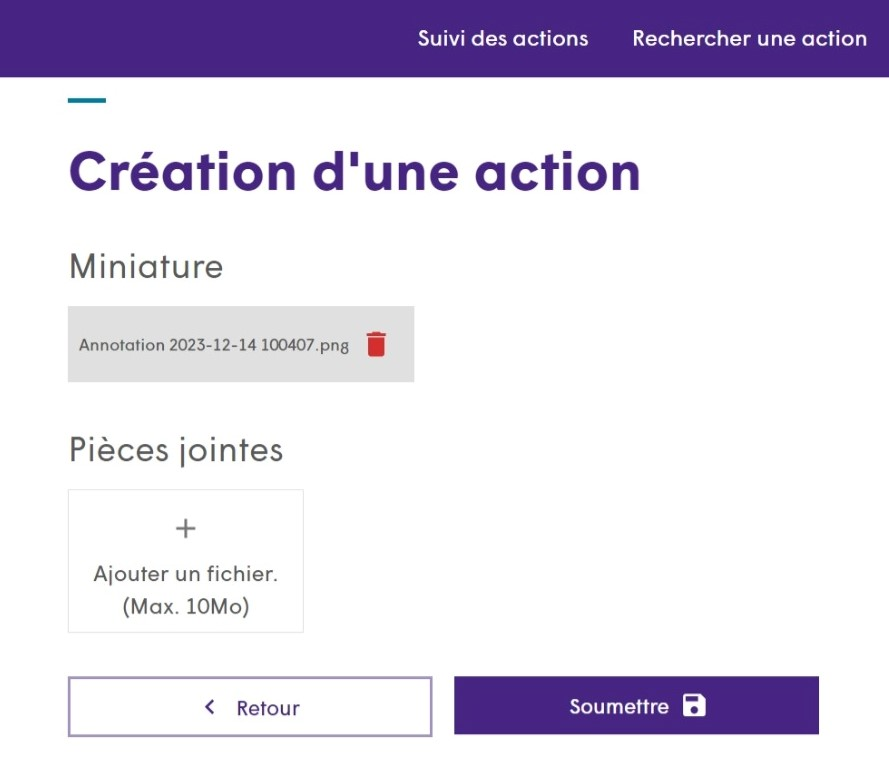 Suivi des actions Rechercher une action
Création d'une action
Miniature
Annotation 2023-12-14 100407.png
Pièces jointes
+
Ajouter un fichier.
(Max. 10Mo)
Retour Soumettre